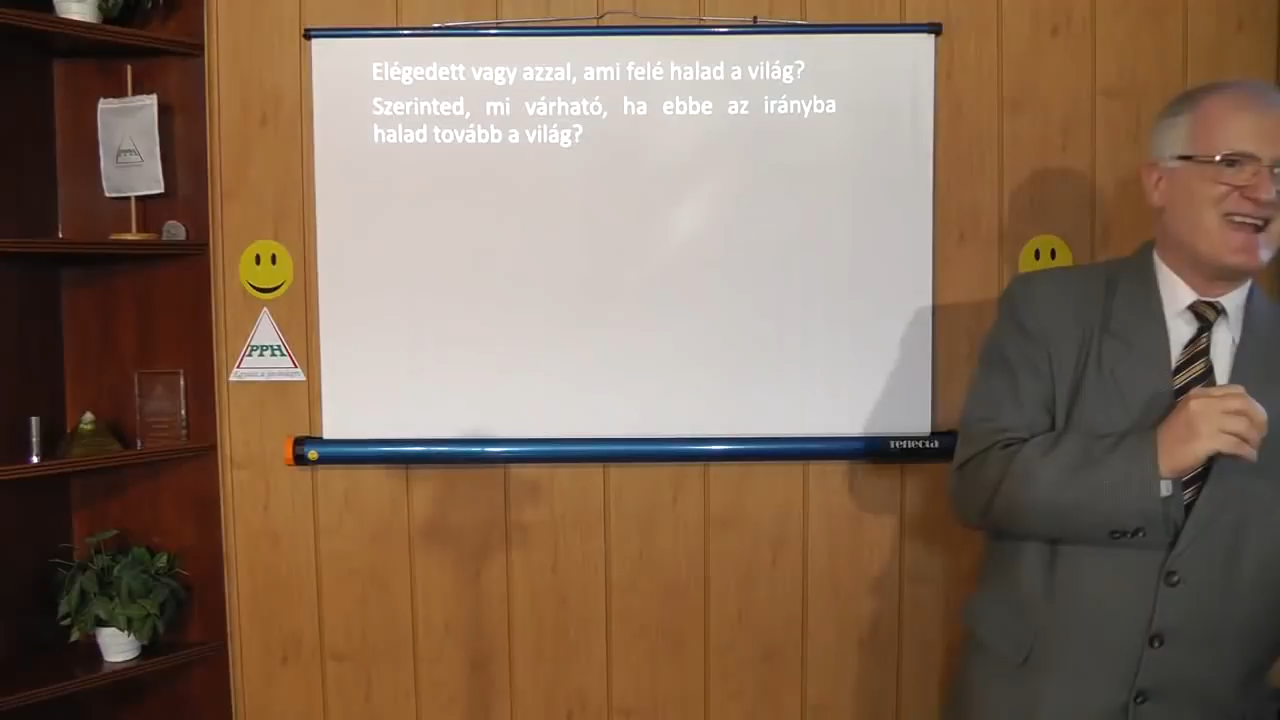 Elégedett vagy azzal, ami felé halad a világ?
Szerinted, mi várható, ha ebbe az irányba
halad tovább a világ?
PPH